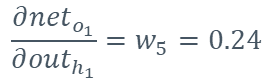 ∂net_{o_1}/∂out_{h_1} = w_5 = 0.24